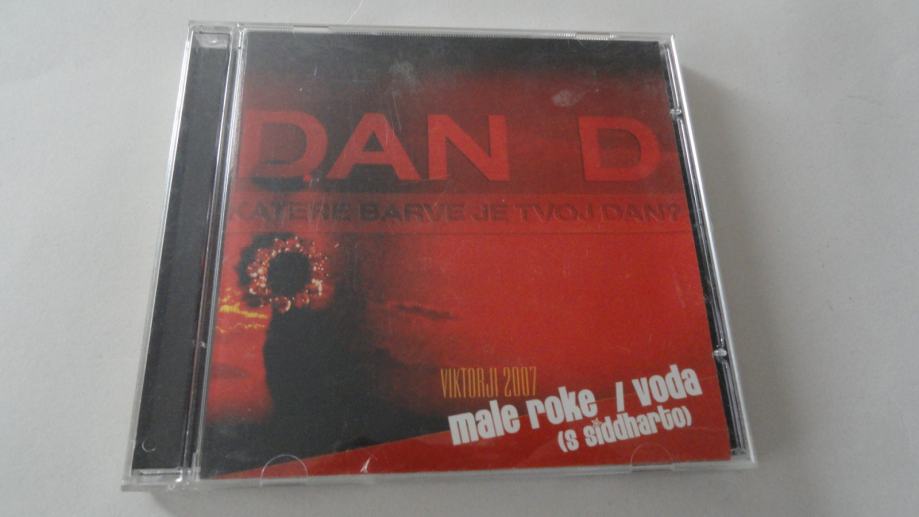 DAN D
KATERE BARVE JE TVOJ DAN?
VIKTORJI 2007
male roke / voda
(s siddharto)